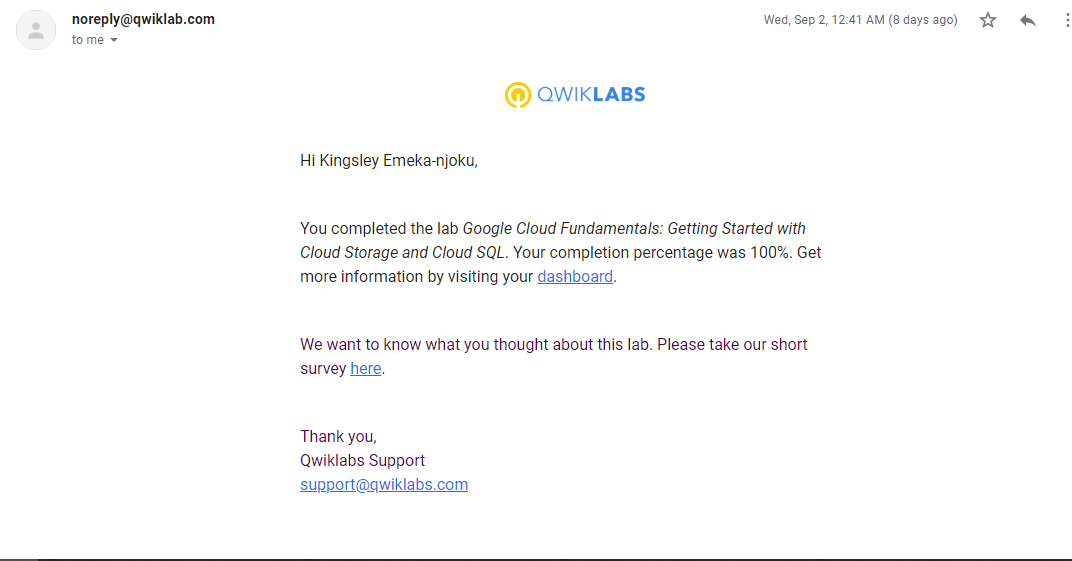 noreply@qwiklab.com
Wed, Sep 2, 12:41 AM (8 days ago)
to me
QWIKLABS
Hi Kingsley Emeka-njoku,
You completed the lab Google Cloud Fundamentals: Getting Started with
Cloud Storage and Cloud SQL. Your completion percentage was 100%. Get
more information by visiting your dashboard.
We want to know what you thought about this lab. Please take our short
survey here.
Thank you,
Qwiklabs Support
support@qwiklabs.com